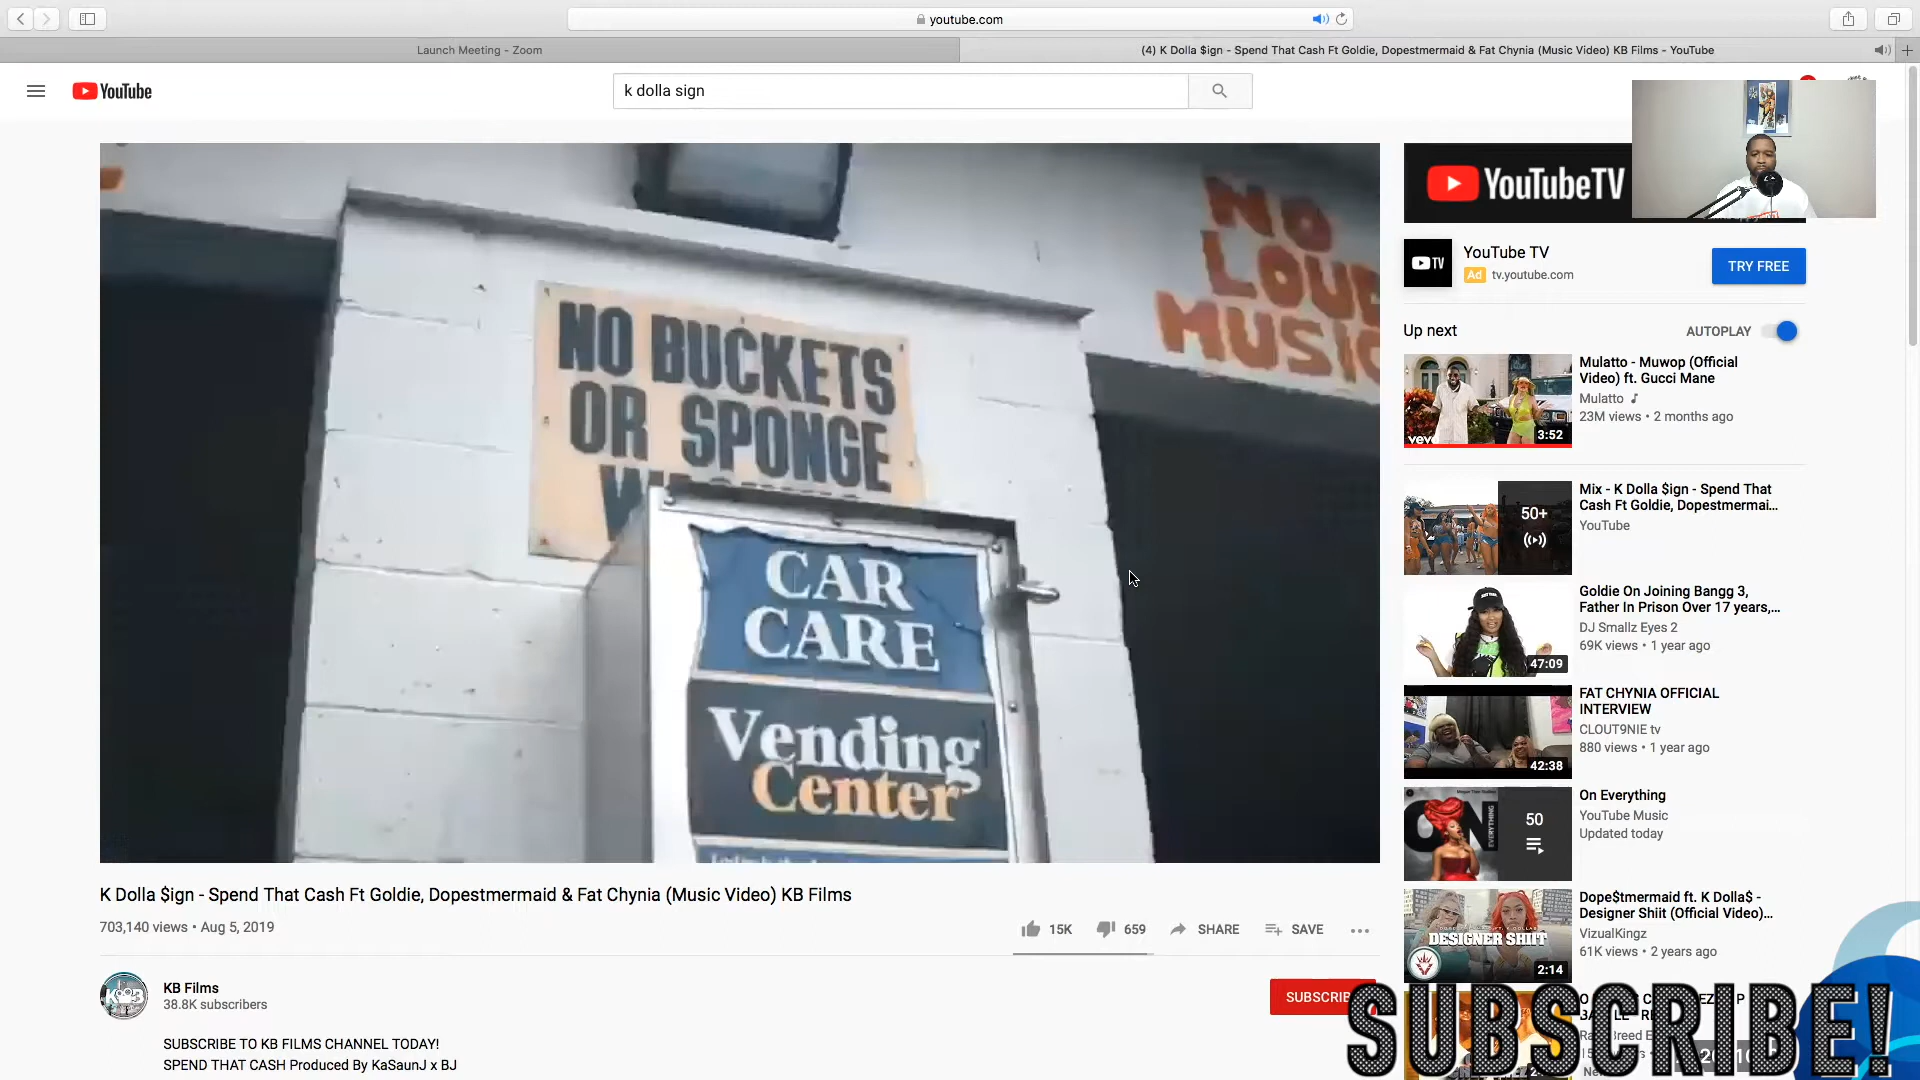 youtube.com
Launch Meeting - Zoom
(4) K Dolla $ign - Spend That Cash Ft Goldie, Dopestmermaid & Fat Chynia (Music Video) KB Films - YouTube
YouTube
k dolla sign
NO LOUD
MUSIC
NO BUCKETS
OR SPONGE
CAR
CARE
Vending
Center
YouTubeTV
TV
YouTube TV
Ad tv.youtube.com
TRY FREE
Up next
AUTOPLAY
vevo
3:52
Mulatto - Muwop (Official
Video) ft. Gucci Mane
Mulatto
23M views • 2 months ago
50+
Mix - K Dolla $ign - Spend That
Cash Ft Goldie, Dopestmermai...
YouTube
47:09
Goldie On Joining Bangg 3,
Father In Prison Over 17 years,...
DJ Smallz Eyes 2
69K views • 1 year ago
42:38
FAT CHYNIA OFFICIAL
INTERVIEW
CLOUT9NIE tv
880 views • 1 year ago
ON
EVERYTHING
50
On Everything
YouTube Music
Updated today
DESIGNER SHIIT
2:14
Dope$tmermaid ft. K Dolla$ -
Designer Shiit (Official Video)...
VizualKingz
61K views • 2 years ago
K Dolla $ign - Spend That Cash Ft Goldie, Dopestmermaid & Fat Chynia (Music Video) KB Films
703,140 views • Aug 5, 2019
15K
659
SHARE
SAVE
KB Films
38.8K subscribers
SUBSCRIBE
SUBSCRIBE TO KB FILMS CHANNEL TODAY!
SPEND THAT CASH Produced By KaSaunJ x BJ
SUBSCRIBE!